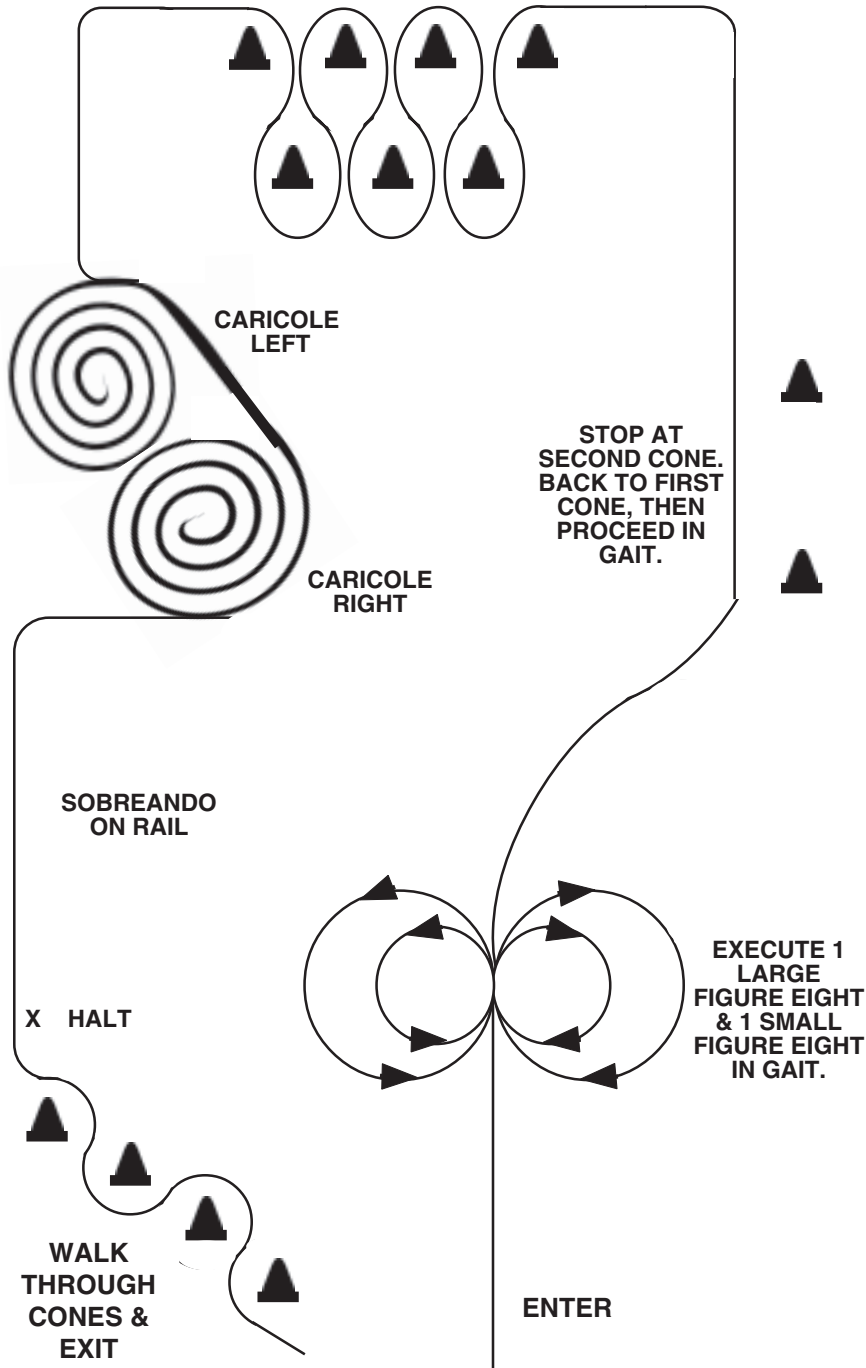 CARICOLE
LEFT
STOP AT
SECOND CONE.
BACK TO FIRST
CONE, THEN
PROCEED IN
GAIT.
CARICOLE
RIGHT
SOBREANDO
ON RAIL
EXECUTE 1
LARGE
FIGURE EIGHT
& 1 SMALL
FIGURE EIGHT
IN GAIT.
X HALT
WALK
THROUGH
CONES &
EXIT
ENTER